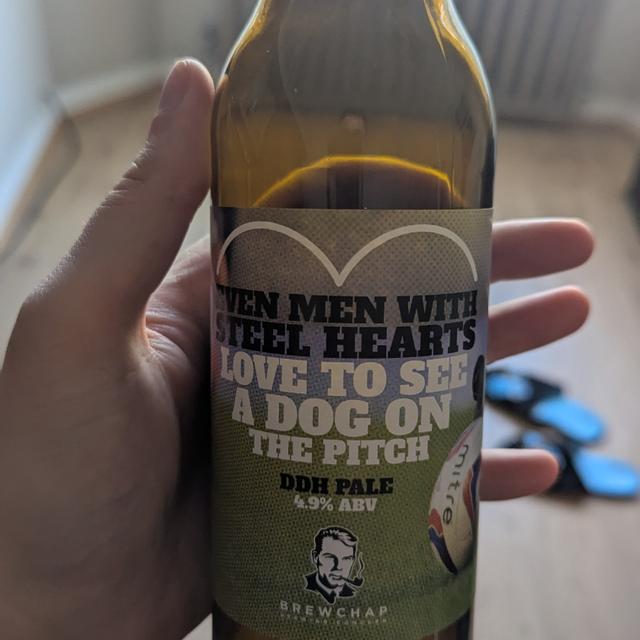 EVEN MEN WITH
STEEL HEARTS
LOVE TO SEE
A DOG ON
THE PITCH
DDH PALE
4.9% ABV
mitre
BREWCHAP